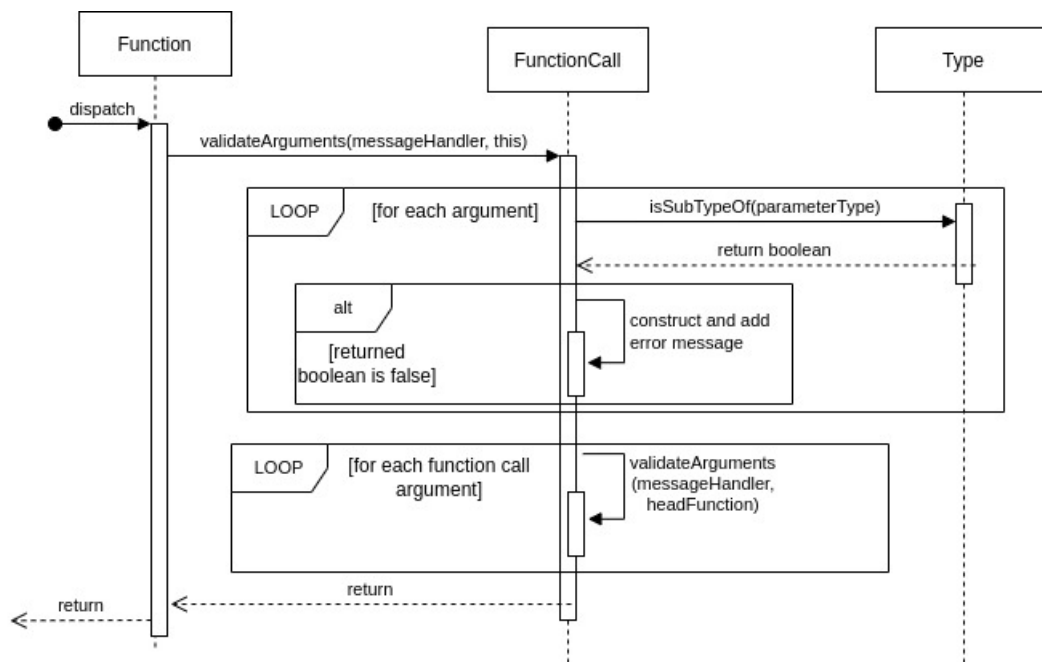 Function
FunctionCall
Type
dispatch
validateArguments(messageHandler, this)
LOOP
[for each argument]
isSubTypeOf(parameterType)
return boolean
alt
[returned
boolean is false]
construct and add
error message
LOOP
[for each function call
argument]
validateArguments
(messageHandler,
headFunction)
return
return